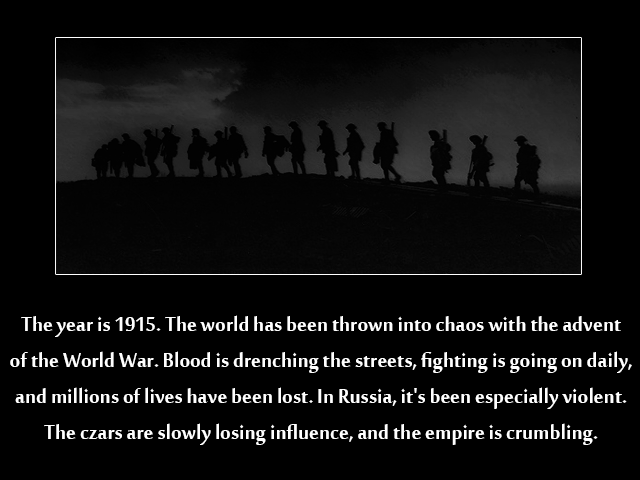 The year is 1915. The world has been thrown into chaos with the advent
of the World War. Blood is drenching the streets, fighting is going on daily,
and millions of lives have been lost. In Russia, it's been especially violent.
The czars are slowly losing influence, and the empire is crumbling.